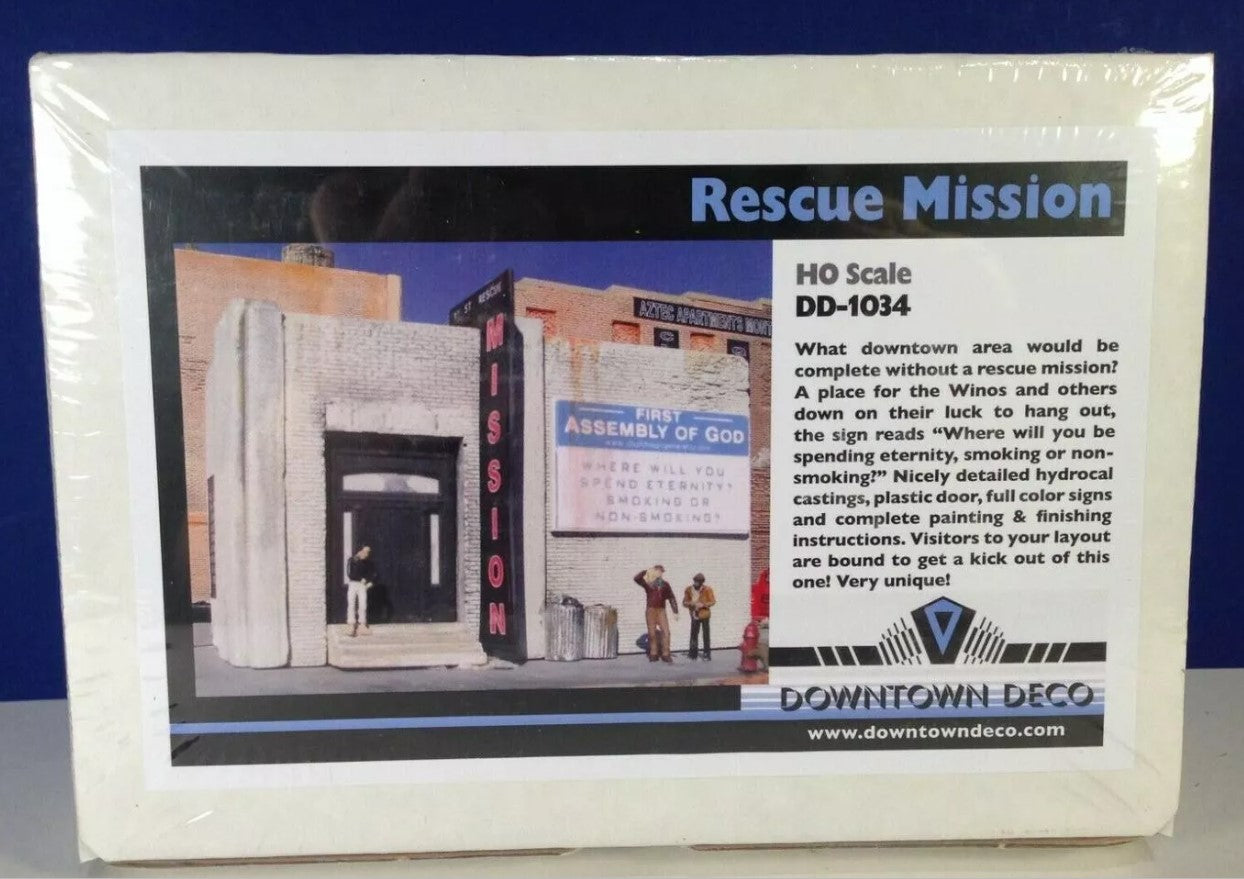 Rescue Mission
ST. RESCUE
MISSION
AZTEC APARTMENTS MONT
FIRST
ASSEMBLY OF GOD
WHERE WILL YOU
SPEND ETERNITY?
SMOKING OR
NON-SMOKING?
HO Scale
DD-1034
What downtown area would be
complete without a rescue mission?
A place for the Winos and others
down on their luck to hang out,
the sign reads “Where will you be
spending eternity, smoking or non-
smoking?” Nicely detailed hydrocal
castings, plastic door, full color signs
and complete painting & finishing
instructions. Visitors to your layout
are bound to get a kick out of this
one! Very unique!
DOWNTOWN DECO
www.downtowndeco.com